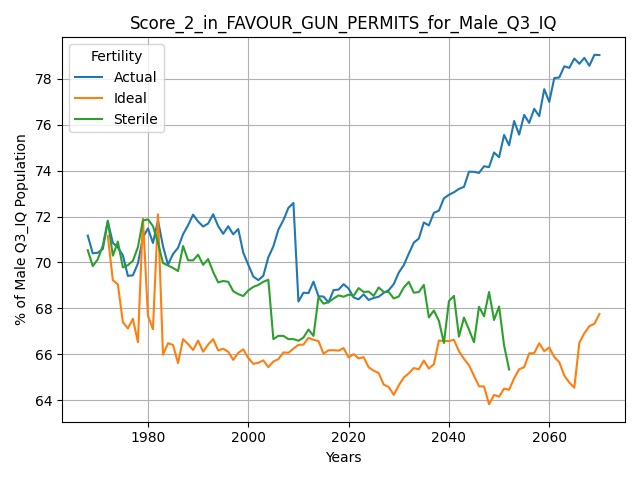 Score_2_in_FAVOUR_GUN_PERMITS_for_Male_Q3_IQ
Fertility
Actual
Ideal
Sterile
% of Male Q3_IQ Population
78
76
74
72
70
68
66
64
1980
2000
2020
2040
2060
Years